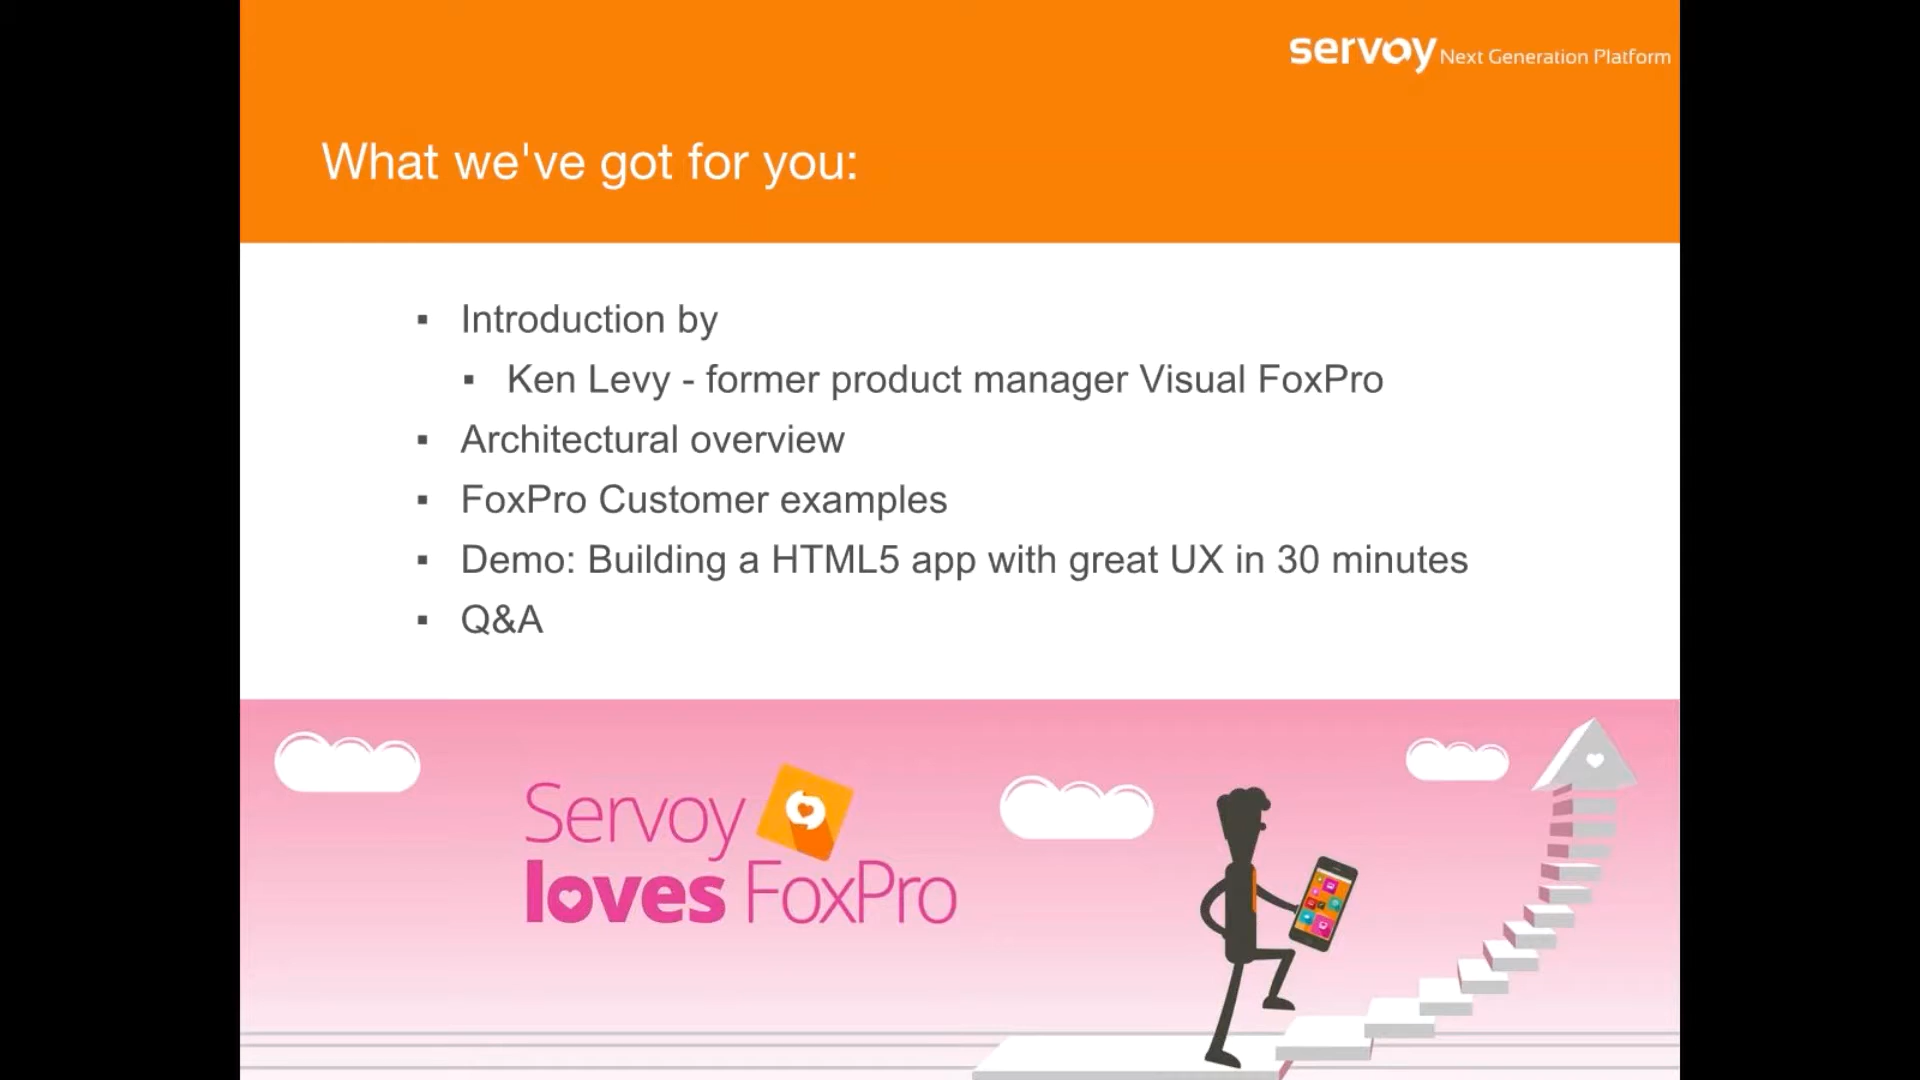 servoy Next Generation Platform
What we've got for you:
▪ Introduction by
▪ Ken Levy - former product manager Visual FoxPro
▪ Architectural overview
▪ FoxPro Customer examples
▪ Demo: Building a HTML5 app with great UX in 30 minutes
▪ Q&A
Servoy
loves FoxPro